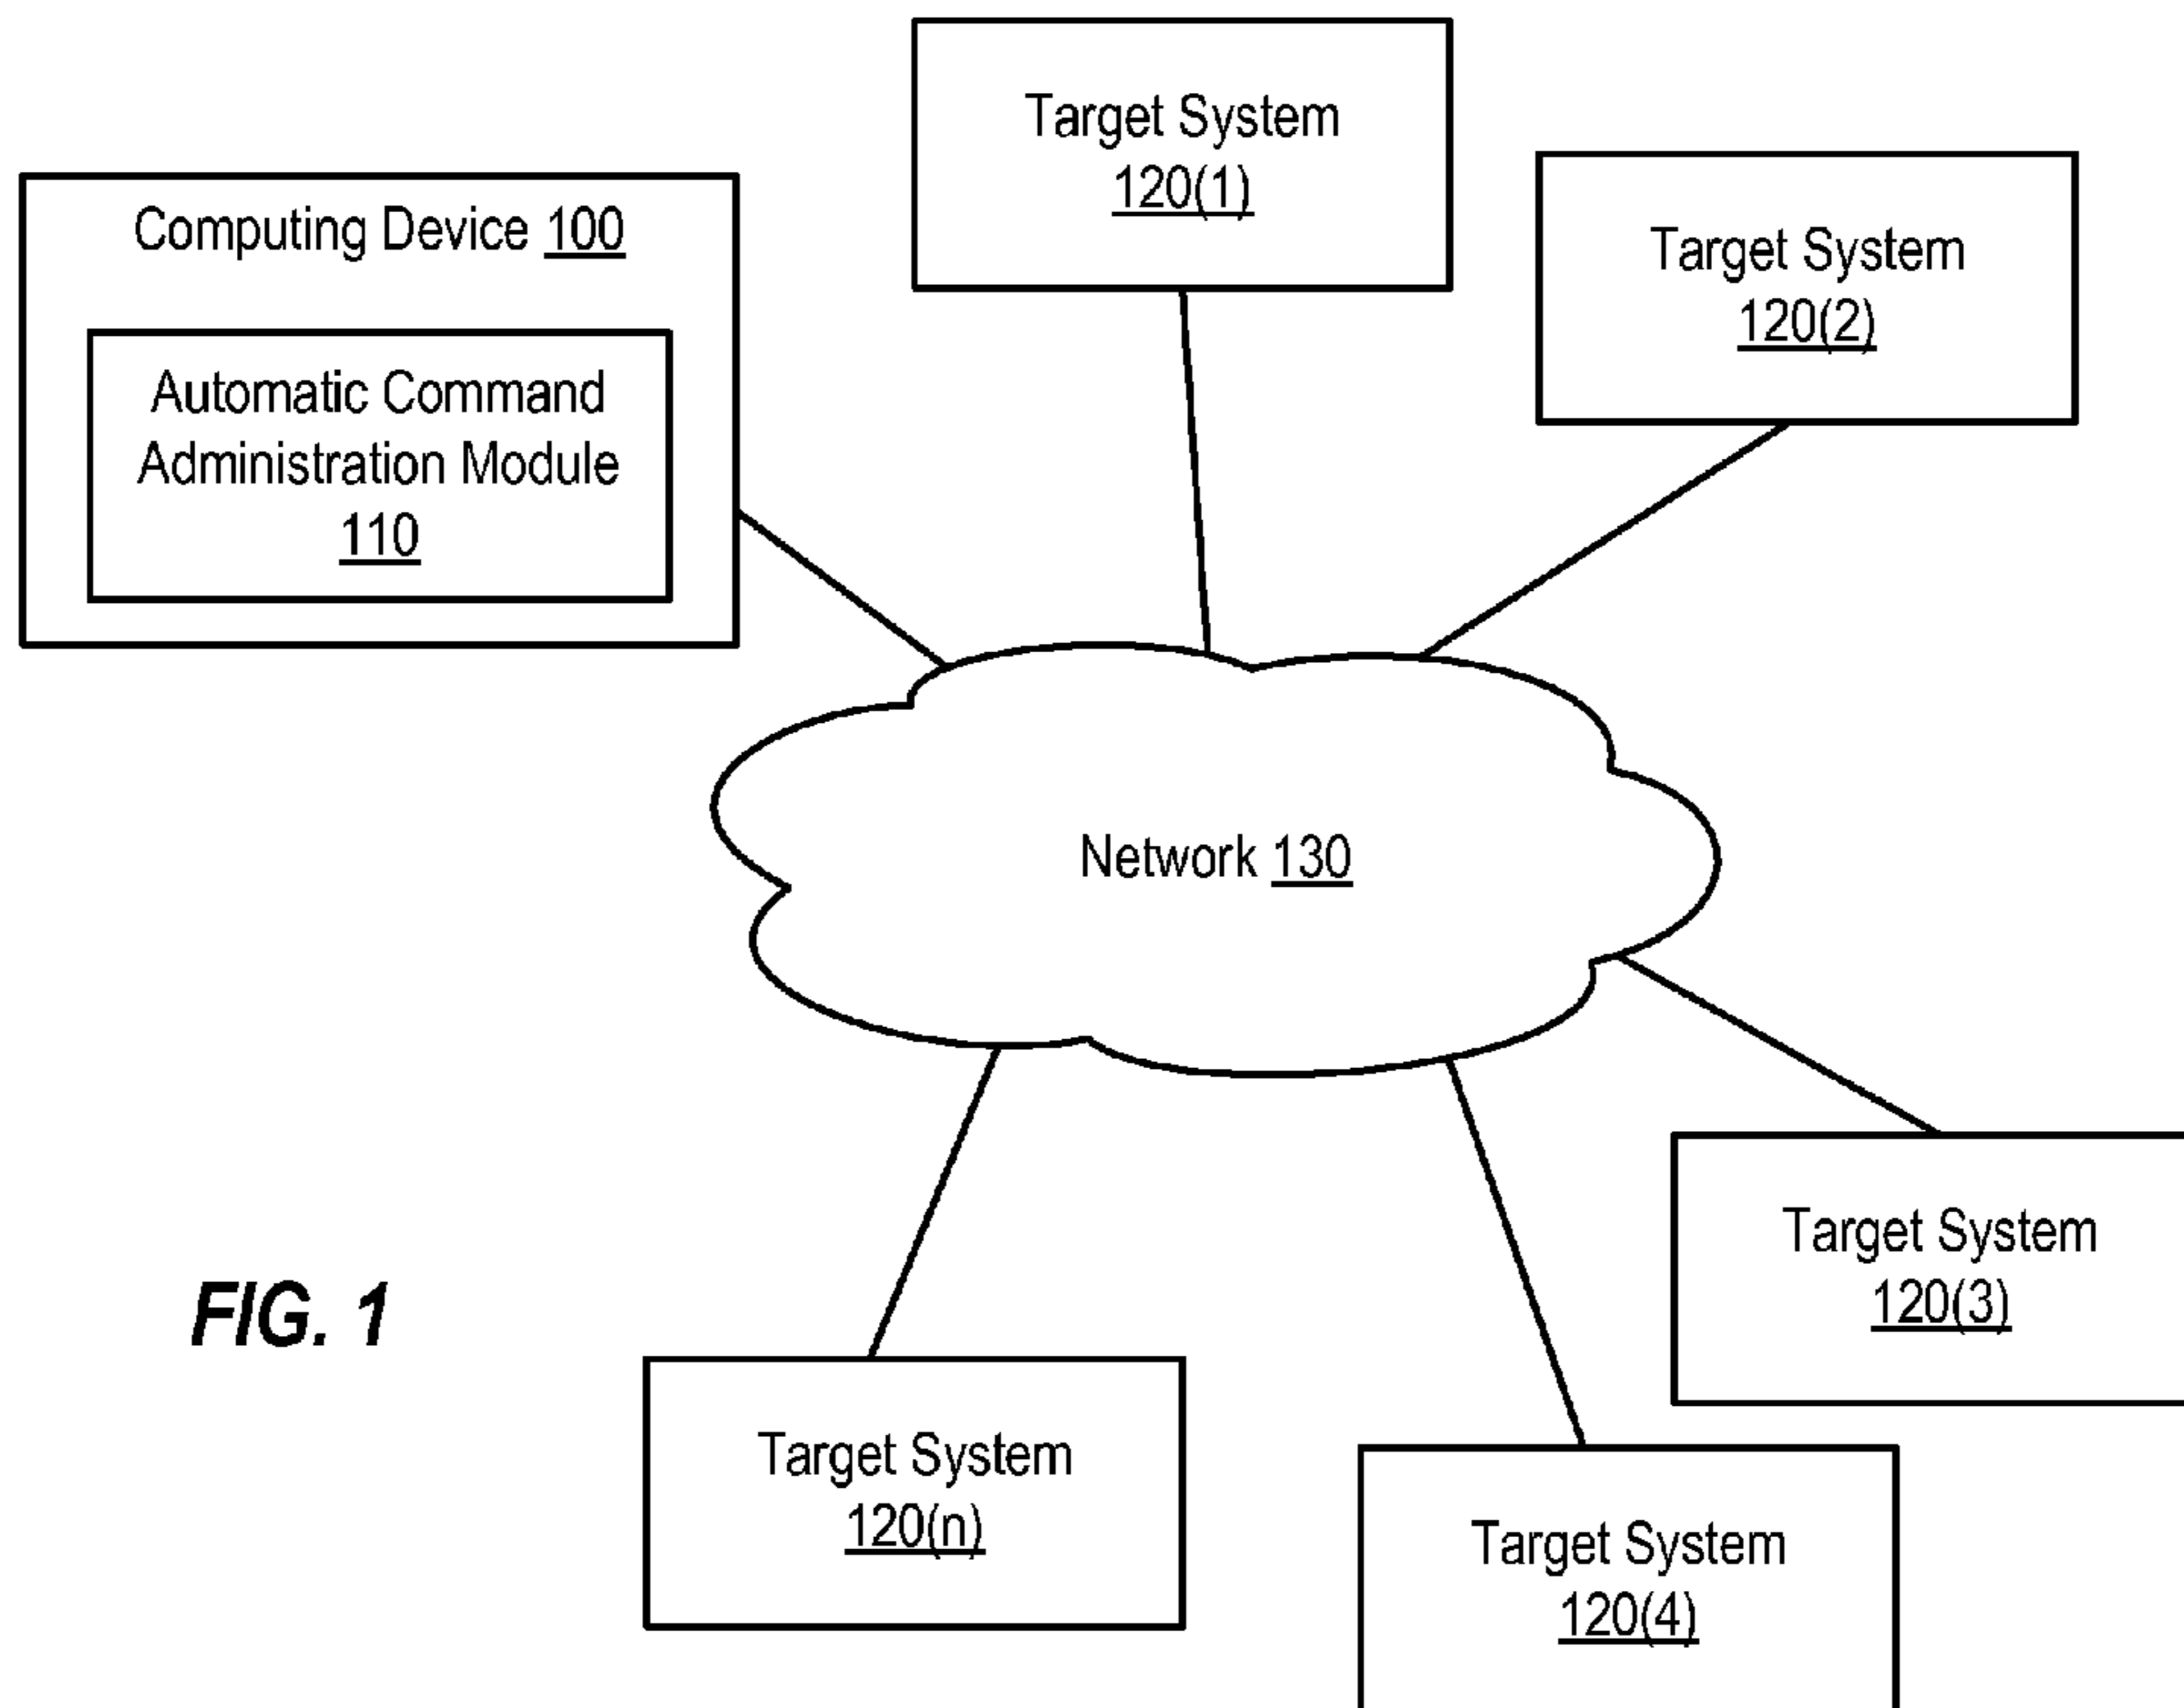 Target System
120(1)
Computing Device 100
Target System
120(2)
Automatic Command
Administration Module
110
Network 130
Target System
120(3)
FIG. 1
Target System
120(n)
Target System
120(4)